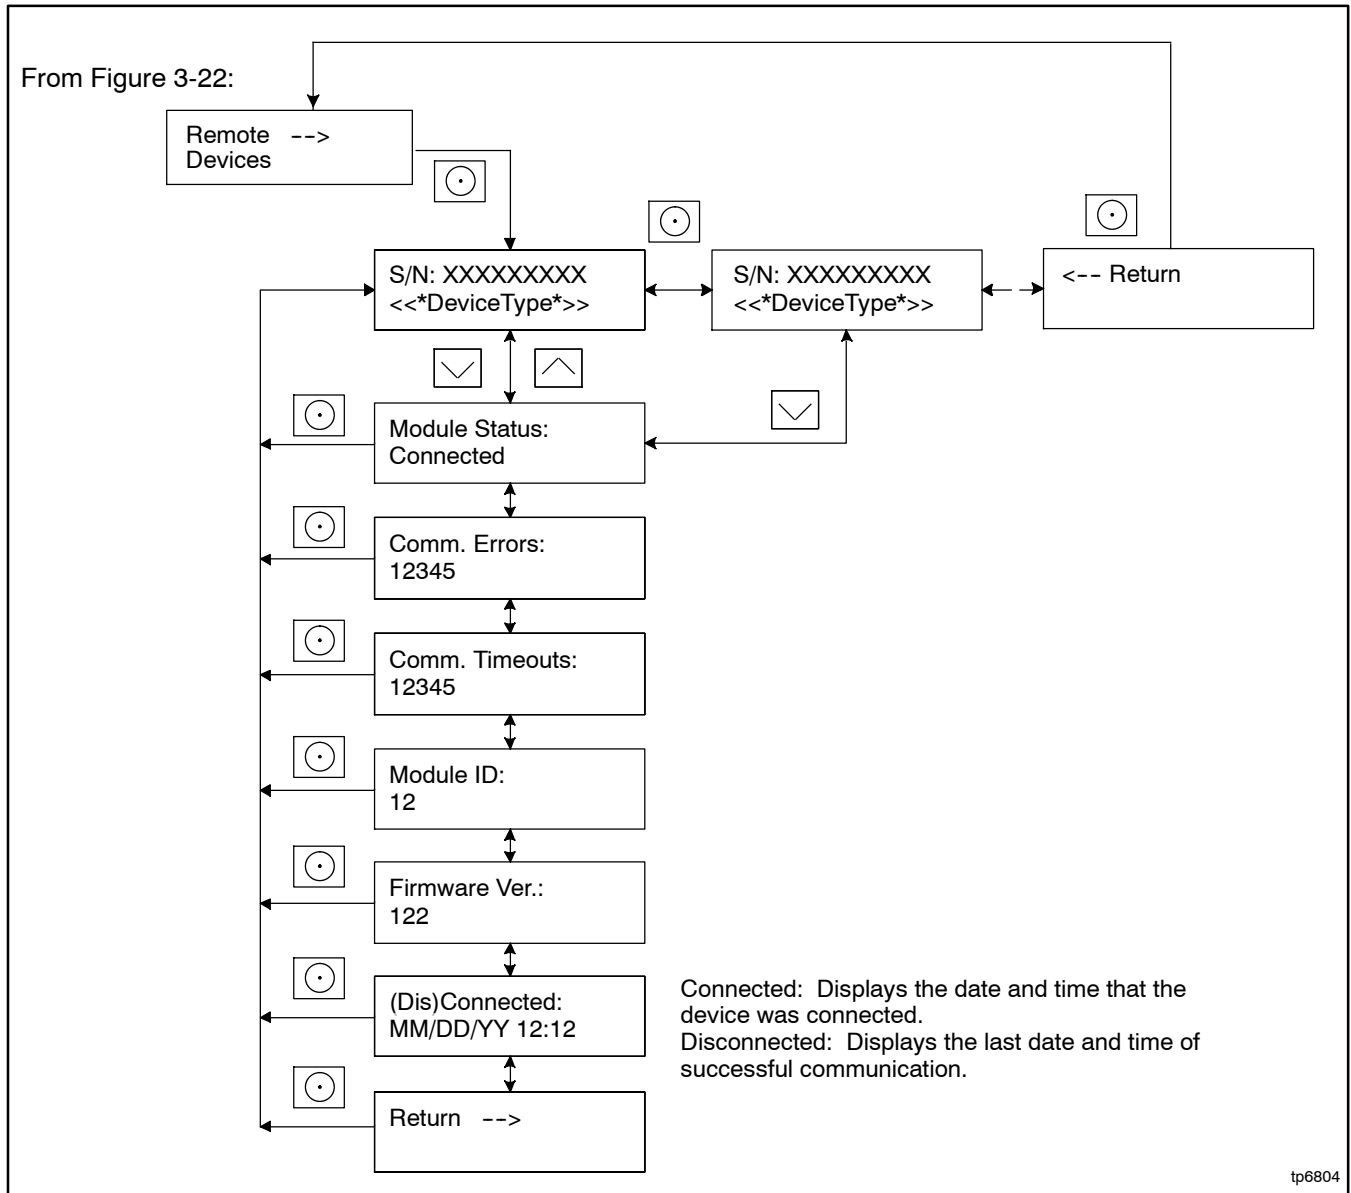 From Figure 3-22:
Remote -->
Devices
S/N: XXXXXXXXX
<<*DeviceType*>>
S/N: XXXXXXXXX
<<*DeviceType*>>
<-- Return
Module Status:
Connected
Comm. Errors:
12345
Comm. Timeouts:
12345
Module ID:
12
Firmware Ver.:
122
(Dis)Connected:
MM/DD/YY 12:12
Connected: Displays the date and time that the
device was connected.
Disconnected: Displays the last date and time of
successful communication.
Return -->
tp6804